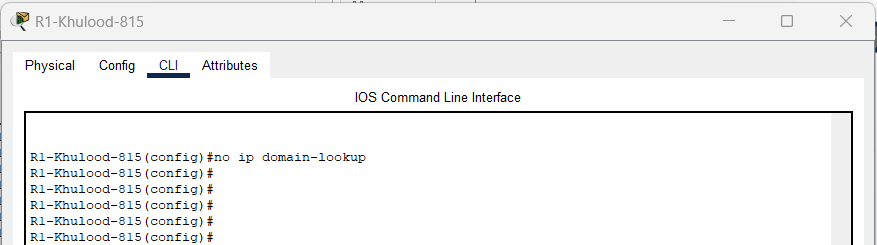 R1-Khulood-815
Physical Config CLI Attributes
IOS Command Line Interface
R1-Khulood-815(config)#no ip domain-lookup
R1-Khulood-815(config)#
R1-Khulood-815(config)#
R1-Khulood-815(config)#
R1-Khulood-815(config)#
R1-Khulood-815(config)#